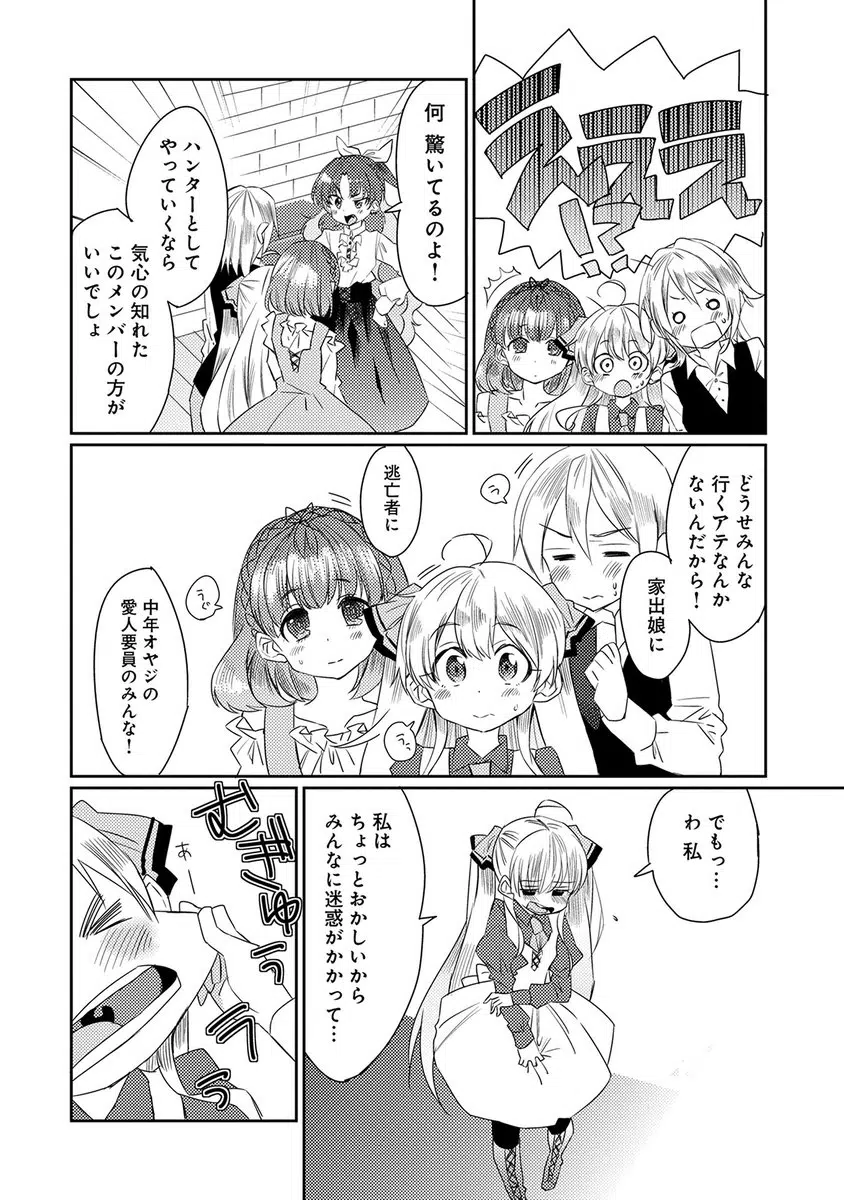 えええ
!?
何 驚いてるのよ！
ハンターとして
やっていくなら
気心の知れた
このメンバーの方が
いいでしょ
どうせみんな
行くアテなんか
ないんだから！
家出娘に
逃亡者に
中年オヤジの
愛人要員のみんな！
うっ
うっ
うじ
でもっ…
わ 私
私は
ちょっとおかしいから
みんなに迷惑がかかって…
むぎゅううう
あー